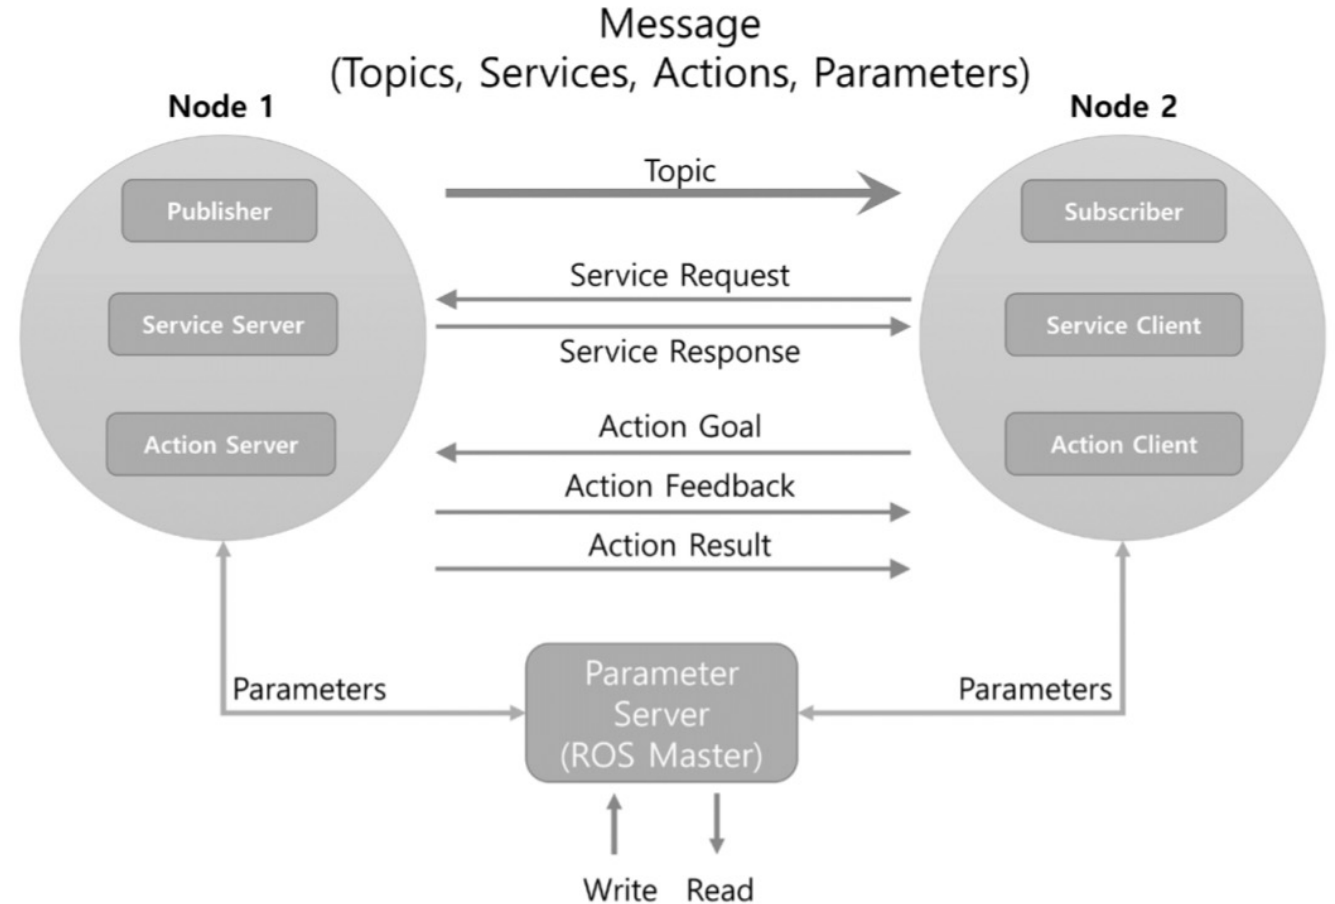 Message
(Topics, Services, Actions, Parameters)
Node 1
Node 2
Topic
Publisher
Subscriber
Service Request
Service Server
Service Client
Service Response
Action Goal
Action Server
Action Client
Action Feedback
Action Result
Parameters
Parameter
Server
(ROS Master)
Parameters
Write
Read